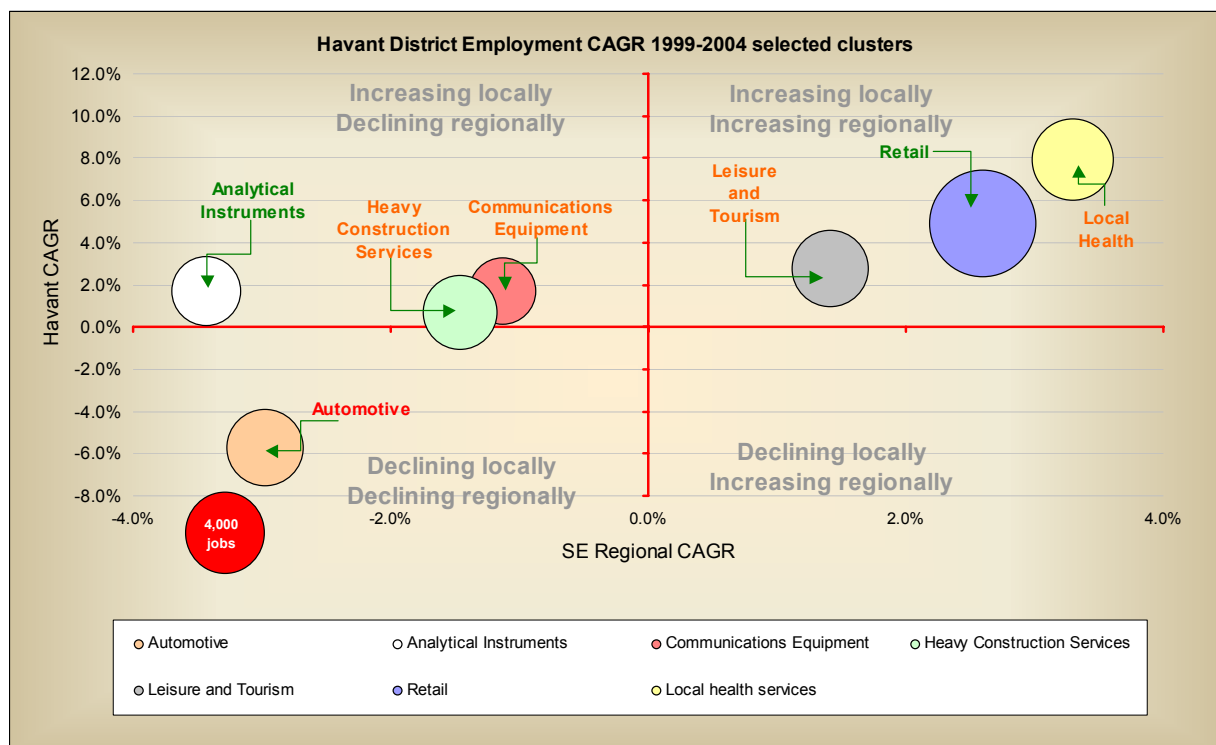 Havant District Employment CAGR 1999-2004 selected clusters
12.0%
10.0%
8.0%
6.0%
4.0%
2.0%
0.0%
-2.0%
-4.0%
-6.0%
-8.0%
Havant CAGR
Increasing locally
Declining regionally
Increasing locally
Increasing regionally
Analytical
Instruments
Heavy
Construction
Services
Communications
Equipment
Leisure
and
Tourism
Retail
Local
Health
Automotive
Declining locally
Declining regionally
Declining locally
Increasing regionally
4,000
jobs
-4.0%
-2.0%
0.0%
2.0%
4.0%
SE Regional CAGR
Automotive
Analytical Instruments
Communications Equipment
Heavy Construction Services
Leisure and Tourism
Retail
Local health services